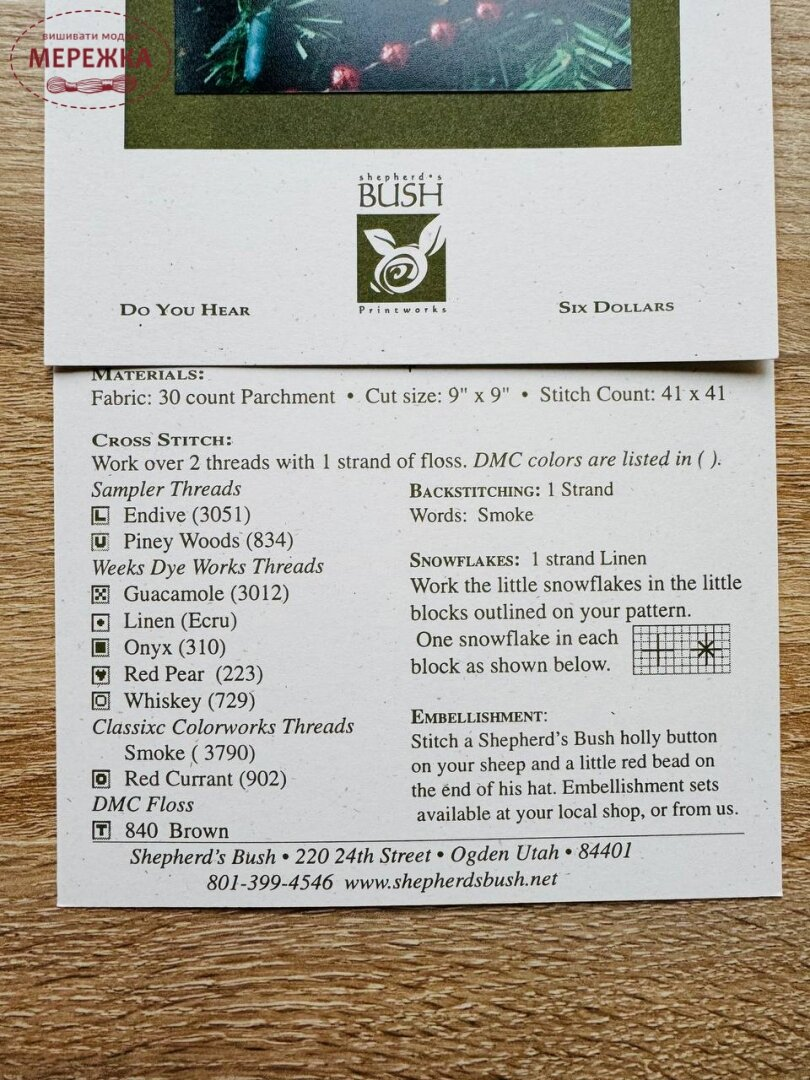 вишивати модно
МЕРЕЖКА
shepherd's
BUSH
Printworks
Do You Hear
Six Dollars
Materials:
Fabric: 30 count Parchment • Cut size: 9" x 9" • Stitch Count: 41 x 41
Cross Stitch:
Work over 2 threads with 1 strand of floss. DMC colors are listed in ( ).
Sampler Threads
L Endive (3051)
U Piney Woods (834)
Weeks Dye Works Threads
Guacamole (3012)
Linen (Ecru)
Onyx (310)
Red Pear (223)
Whiskey (729)
Classixc Colorworks Threads
Smoke ( 3790)
Red Currant (902)
DMC Floss
T 840 Brown
Backstitching: 1 Strand
Words: Smoke
Snowflakes: 1 strand Linen
Work the little snowflakes in the little
blocks outlined on your pattern.
One snowflake in each
block as shown below.
Embellishment:
Stitch a Shepherd's Bush holly button
on your sheep and a little red bead on
the end of his hat. Embellishment sets
available at your local shop, or from us.
Shepherd's Bush • 220 24th Street • Ogden Utah • 84401
801-399-4546 www.shepherdsbush.net